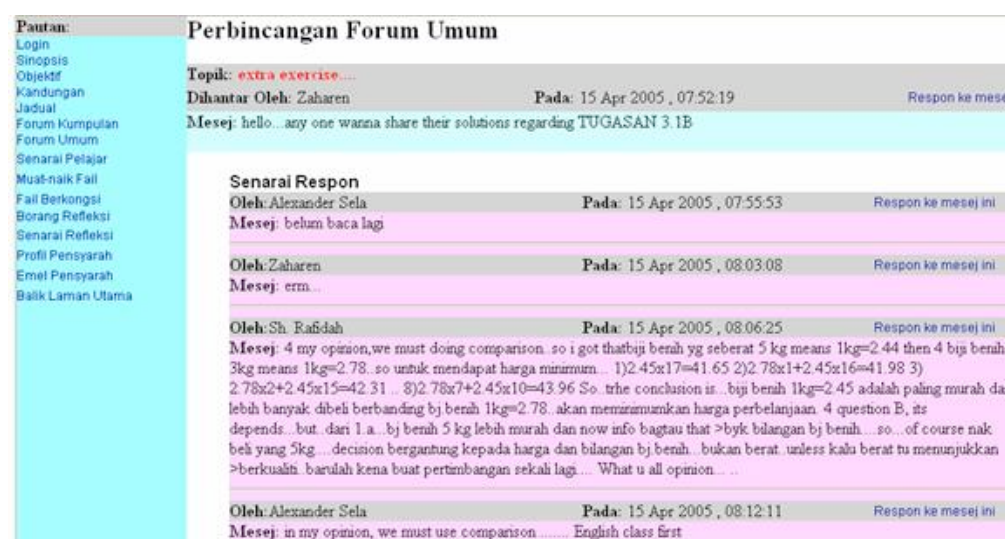 Pautan:
Login
Sinopsis
Objektif
Kandungan
Jadual
Forum Kumpulan
Forum Umum
Senarai Pelajar
Muat-naik Fail
Fail Berkongsi
Borang Refleksi
Senarai Refleksi
Profil Pensyarah
Emel Pensyarah
Balik Laman Utama
Perbincangan Forum Umum
Topik: extra exercise....
Dihantar Oleh: Zaharen Pada: 15 Apr 2005 , 07:52:19 Respon ke mese
Mesej: hello...any one wanna share their solutions regarding TUGASAN 3.1B
Senarai Respon
Oleh:Alexander Sela Pada: 15 Apr 2005 , 07:55:53 Respon ke mesej ini
Mesej: belum baca lagi
Oleh:Zaharen Pada: 15 Apr 2005 , 08:03:08 Respon ke mesej ini
Mesej: erm...
Oleh:Sh. Rafidah Pada: 15 Apr 2005 , 08:06:25 Respon ke mesej ini
Mesej: 4 my opinion,we must doing comparison..so i got thatbiji benih yg seberat 5 kg means 1kg=2.44 then 4 biji benih
3kg means 1kg=2.78..so untuk mendapat harga minimum... 1)2.45x17=41.65 2)2.78x1+2.45x16=41.98 3)
2.78x2+2.45x15=42.31 .. 8)2.78x7+2.45x10=43.96 So..trhe conclusion is...biji benih 1kg=2.45 adalah paling murah da
lebih banyak dibeli berbanding bj.benih 1kg=2.78..akan meminimumkan harga perbelanjaan. 4 question B, its
depends...but..dari 1.a...bj benih 5 kg lebih murah dan now info bagtau that >byk bilangan bj benih....so...of course nak
beli yang 5kg....decision bergantung kepada harga dan bilangan bj.benih...bukan berat..unless kalu berat tu menunjukkan
>berkualiti..barulah kena buat pertimbangan sekali lagi.... What u all opinion... ..
Oleh:Alexander Sela Pada: 15 Apr 2005 , 08:12:11 Respon ke mesej ini
Mesej: in my opinion, we must use comparison ........ English class first